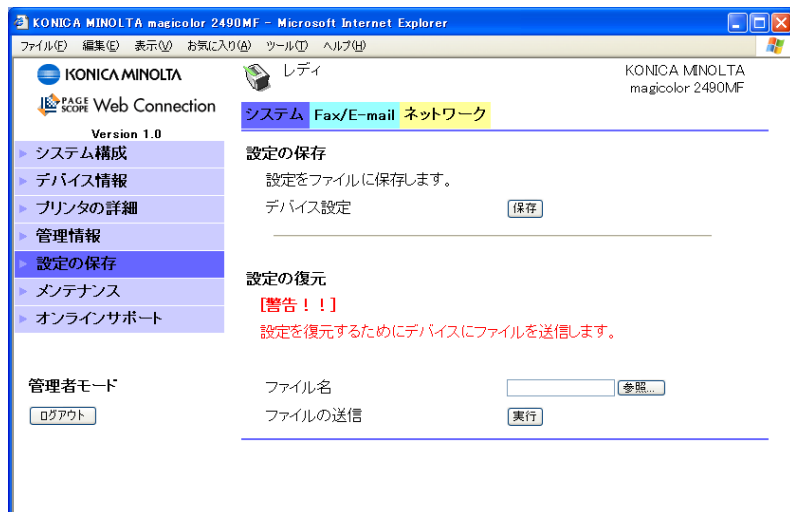 KONICA MINOLTA magicolor 2490MF - Microsoft Internet Explorer
ファイル(F) 編集(E) 表示(V) お気に入り(A) ツール(T) ヘルプ(H)
KONICA MINOLTA
レディ
KONICA MINOLTA
magicolor 2490MF
PAGE SCOPE Web Connection
Version 1.0
システム Fax/E-mail ネットワーク
システム構成
デバイス情報
プリンタの詳細
管理情報
設定の保存
メンテナンス
オンラインサポート
管理者モード
ログアウト
設定の保存
設定をファイルに保存します。
デバイス設定 保存
設定の復元
[警告！！]
設定を復元するためにデバイスにファイルを送信します。
ファイル名 参照...
ファイルの送信 実行